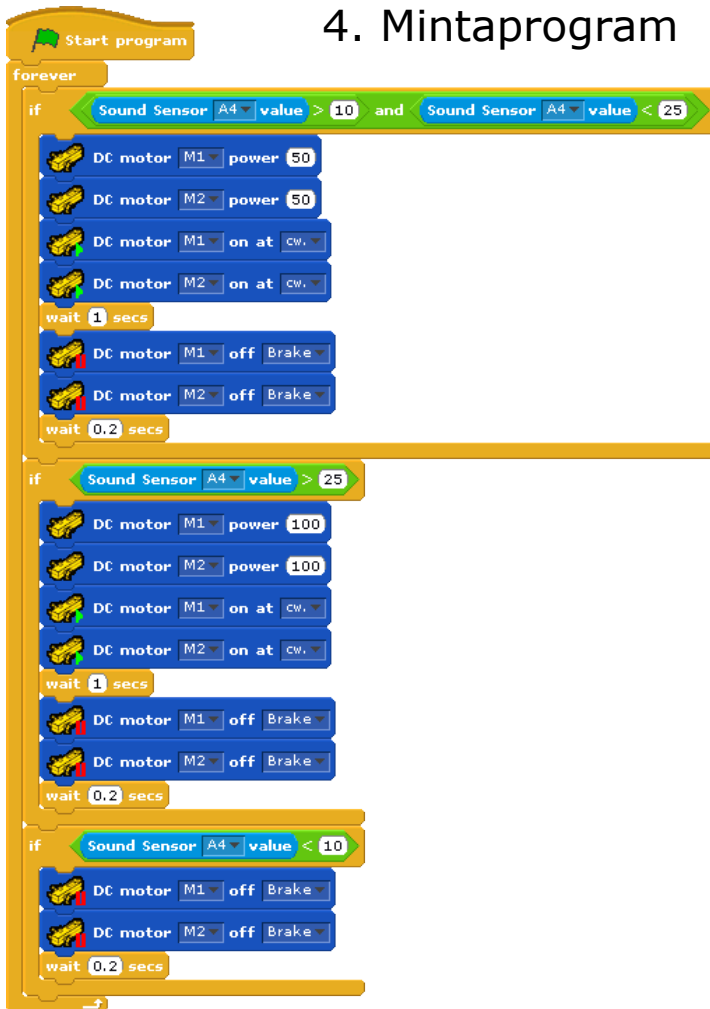 4. Mintaprogram
Start program
forever
if Sound Sensor A4 value > 10 and Sound Sensor A4 value < 25
DC motor M1 power 50
DC motor M2 power 50
DC motor M1 on at cw.
DC motor M2 on at cw.
wait 1 secs
DC motor M1 off Brake
DC motor M2 off Brake
wait 0.2 secs
if Sound Sensor A4 value > 25
DC motor M1 power 100
DC motor M2 power 100
DC motor M1 on at cw.
DC motor M2 on at cw.
wait 1 secs
DC motor M1 off Brake
DC motor M2 off Brake
wait 0.2 secs
if Sound Sensor A4 value < 10
DC motor M1 off Brake
DC motor M2 off Brake
wait 0.2 secs